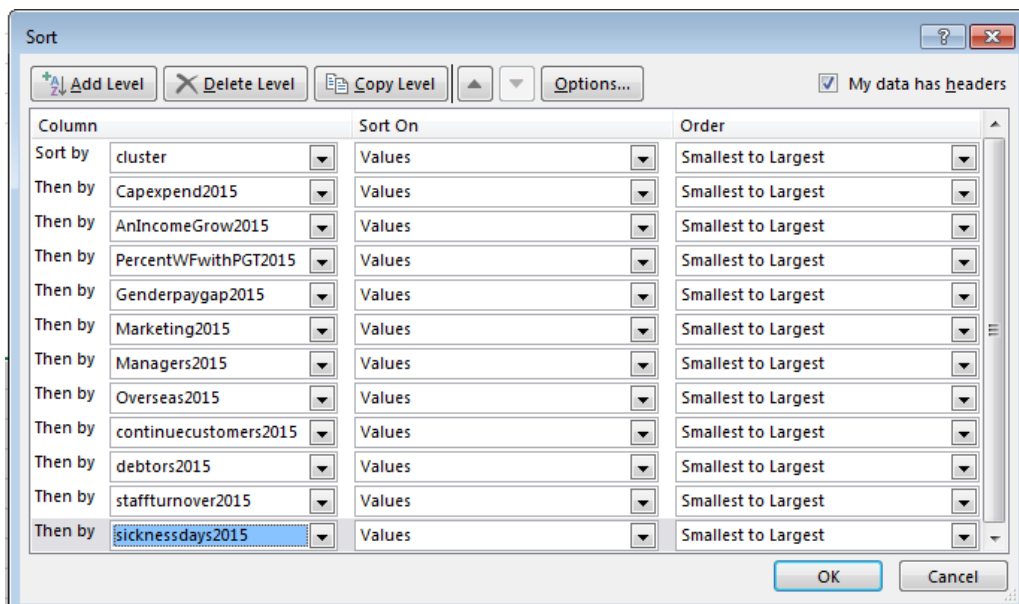 Sort
Add Level Delete Level Copy Level Options... My data has headers
Column Sort On Order
Sort by cluster Values Smallest to Largest
Then by Capexpend2015 Values Smallest to Largest
Then by AnIncomeGrow2015 Values Smallest to Largest
Then by PercentWFwithPGT2015 Values Smallest to Largest
Then by Genderpaygap2015 Values Smallest to Largest
Then by Marketing2015 Values Smallest to Largest
Then by Managers2015 Values Smallest to Largest
Then by Overseas2015 Values Smallest to Largest
Then by continuecustomers2015 Values Smallest to Largest
Then by debtors2015 Values Smallest to Largest
Then by staffturnover2015 Values Smallest to Largest
Then by sicknessdays2015 Values Smallest to Largest
OK Cancel